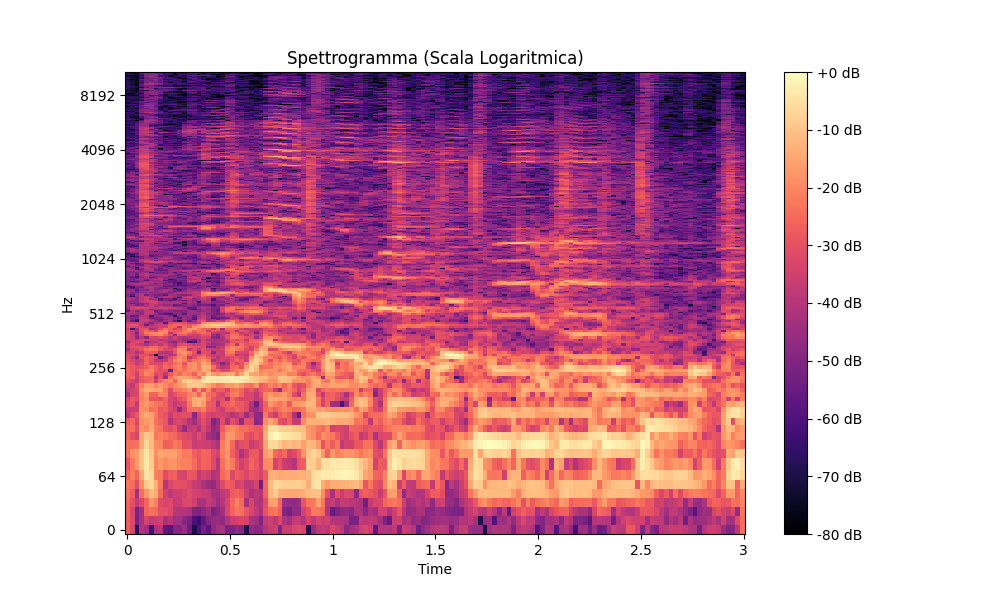 Spettrogramma (Scala Logaritmica)
Hz
8192
4096
2048
1024
512
256
128
64
0
0 0.5 1 1.5 2 2.5 3
Time
+0 dB
-10 dB
-20 dB
-30 dB
-40 dB
-50 dB
-60 dB
-70 dB
-80 dB